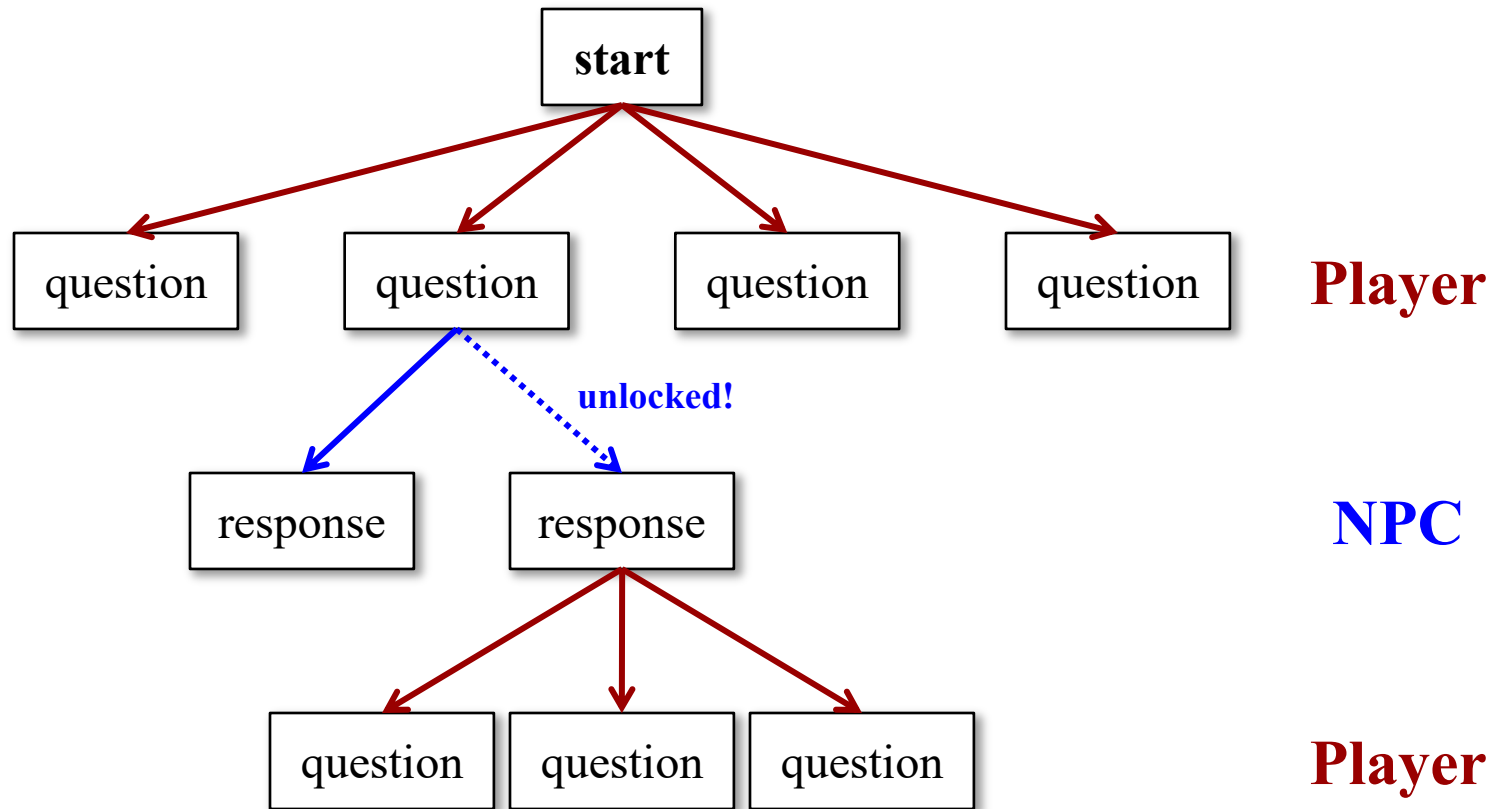 start
question
question
question
question
Player
unlocked!
response
response
NPC
question
question
question
Player